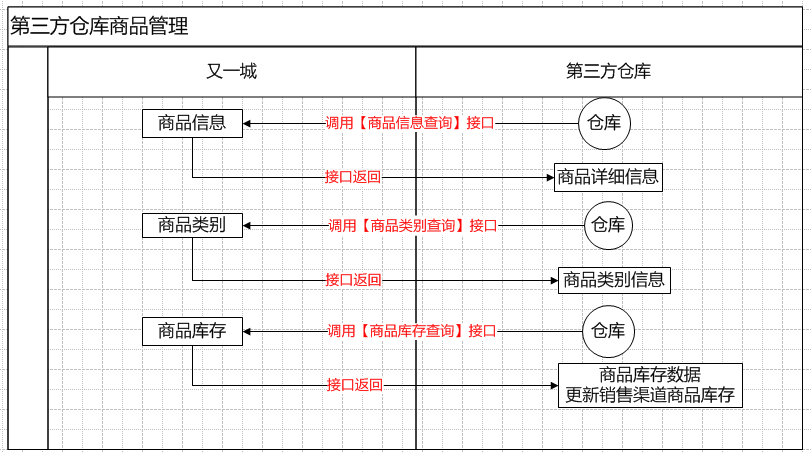 第三方仓库商品管理
又一城
第三方仓库
商品信息
调用【商品信息查询】接口
仓库
接口返回
商品详细信息
商品类别
调用【商品类别查询】接口
仓库
接口返回
商品类别信息
商品库存
调用【商品库存查询】接口
仓库
接口返回
商品库存数据
更新销售渠道商品库存